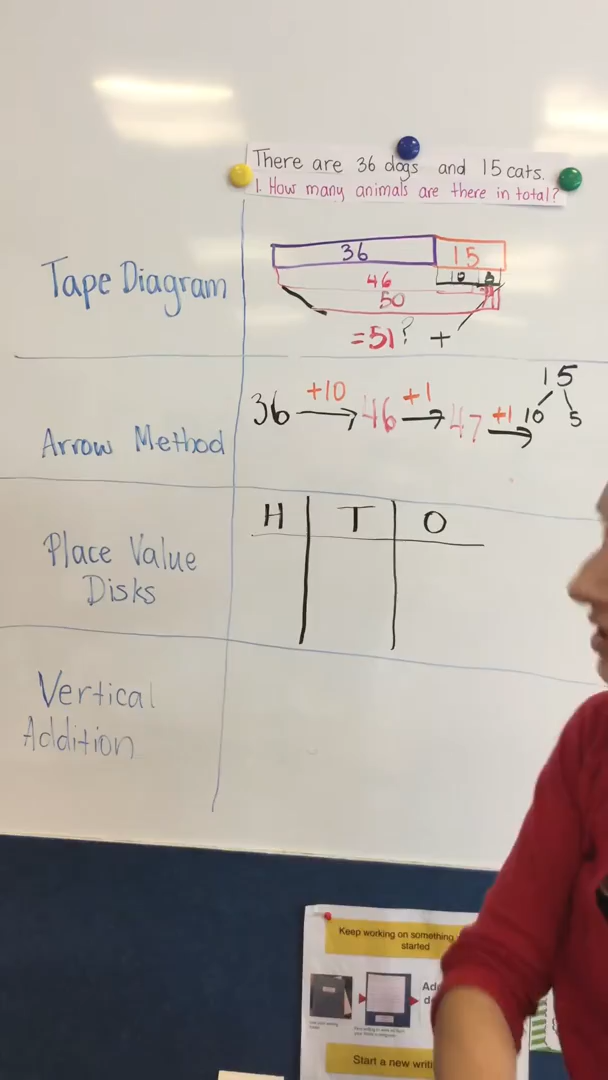 There are 36 dogs and 15 cats.
1. How many animals are there in total?
Tape Diagram
36 15
46 10
50
=51? +
Arrow Method
36 +10 46 +1 47 +1
15
10 5
Place Value
Disks
H T O
Vertical
Addition
Keep working on something
started
Start a new writi